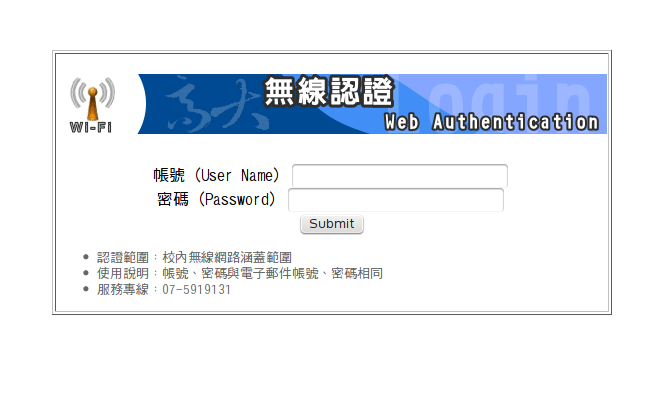 Login
無線認證
高大
Wi-Fi
Web Authentication
帳號 (User Name)
密碼 (Password)
Submit
認證範圍：校內無線網路涵蓋範圍
使用說明：帳號、密碼與電子郵件帳號、密碼相同
服務專線：07-5919131